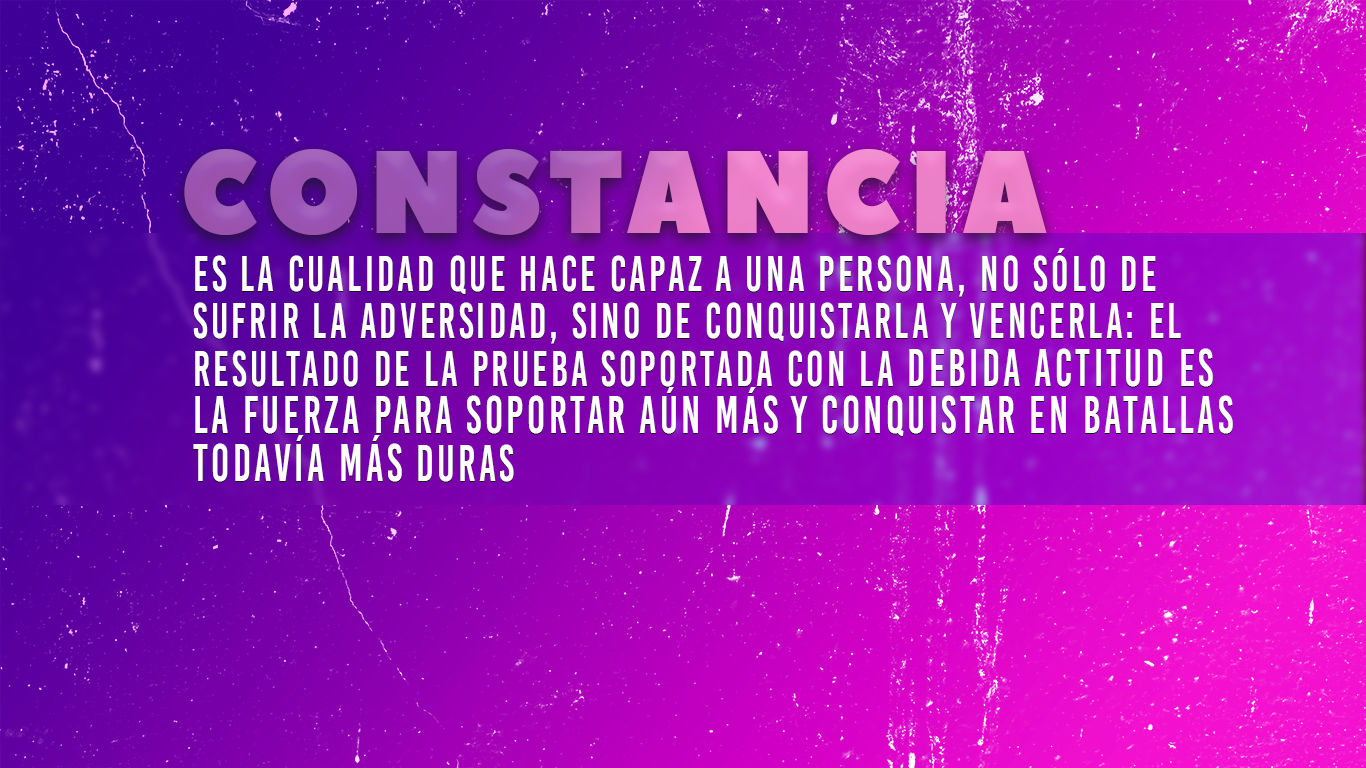 CONSTANCIA
ES LA CUALIDAD QUE HACE CAPAZ A UNA PERSONA, NO SÓLO DE
SUFRIR LA ADVERSIDAD, SINO DE CONQUISTARLA Y VENCERLA: EL
RESULTADO DE LA PRUEBA SOPORTADA CON LA DEBIDA ACTITUD ES
LA FUERZA PARA SOPORTAR AÚN MÁS Y CONQUISTAR EN BATALLAS
TODAVÍA MÁS DURAS